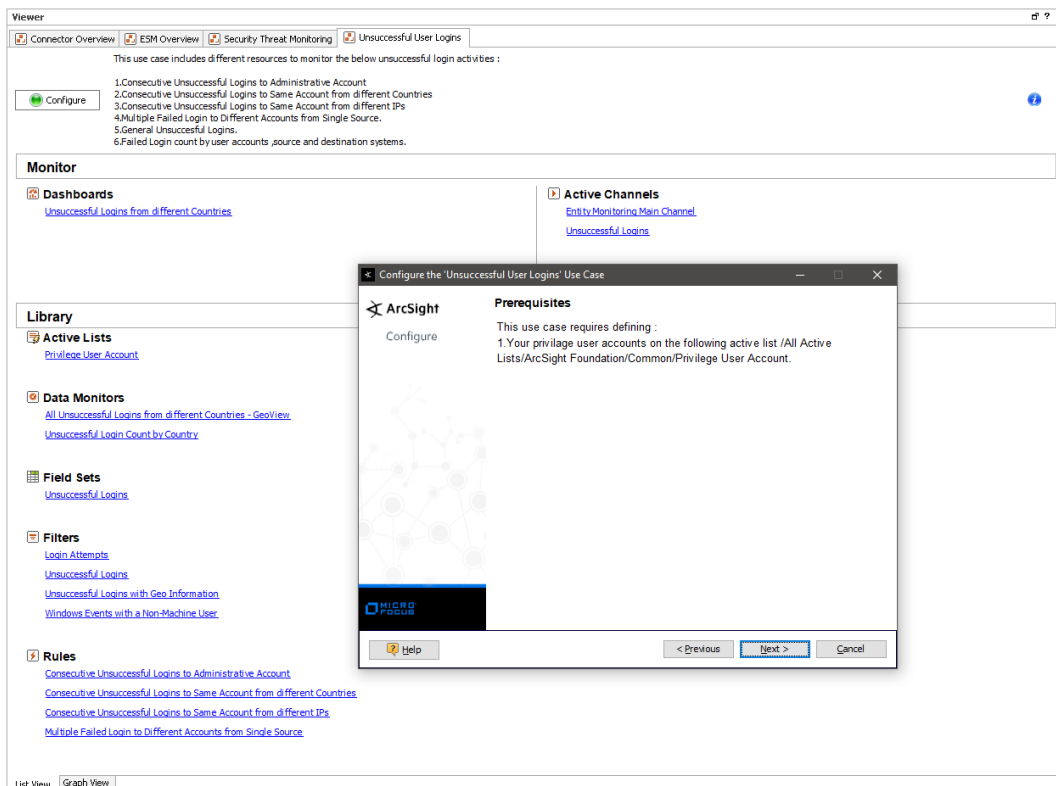 Viewer
Connector Overview
ESM Overview
Security Threat Monitoring
Unsuccessful User Logins
This use case includes different resources to monitor the below unsuccessful login activities :
Configure
1.Consecutive Unsuccessful Logins to Administrative Account
2.Consecutive Unsuccessful Logins to Same Account from different Countries
3.Consecutive Unsuccessful Logins to Same Account from different IPs
4.Multiple Failed Login to Different Accounts from Single Source.
5.General Unsuccesful Logins.
6.Failed Login count by user accounts ,source and destination systems.
Monitor
Dashboards
Unsuccessful Logins from different Countries
Active Channels
Entity Monitoring Main Channel
Unsuccessful Logins
Library
Active Lists
Privilege User Account
Data Monitors
All Unsuccessful Logins from different Countries - GeoView
Unsuccessful Login Count by Country
Field Sets
Unsuccessful Logins
Filters
Login Attempts
Unsuccessful Logins
Unsuccessful Logins with Geo Information
Windows Events with a Non-Machine User
Rules
Consecutive Unsuccessful Logins to Administrative Account
Consecutive Unsuccessful Logins to Same Account from different Countries
Consecutive Unsuccessful Logins to Same Account from different IPs
Multiple Failed Login to Different Accounts from Single Source
Configure the 'Unsuccessful User Logins' Use Case
ArcSight
Configure
Prerequisites
This use case requires defining :
1.Your privilage user accounts on the following active list /All Active
Lists/ArcSight Foundation/Common/Privilege User Account.
MICRO
FOCUS
Help
< Previous
Next >
Cancel
List View
Graph View